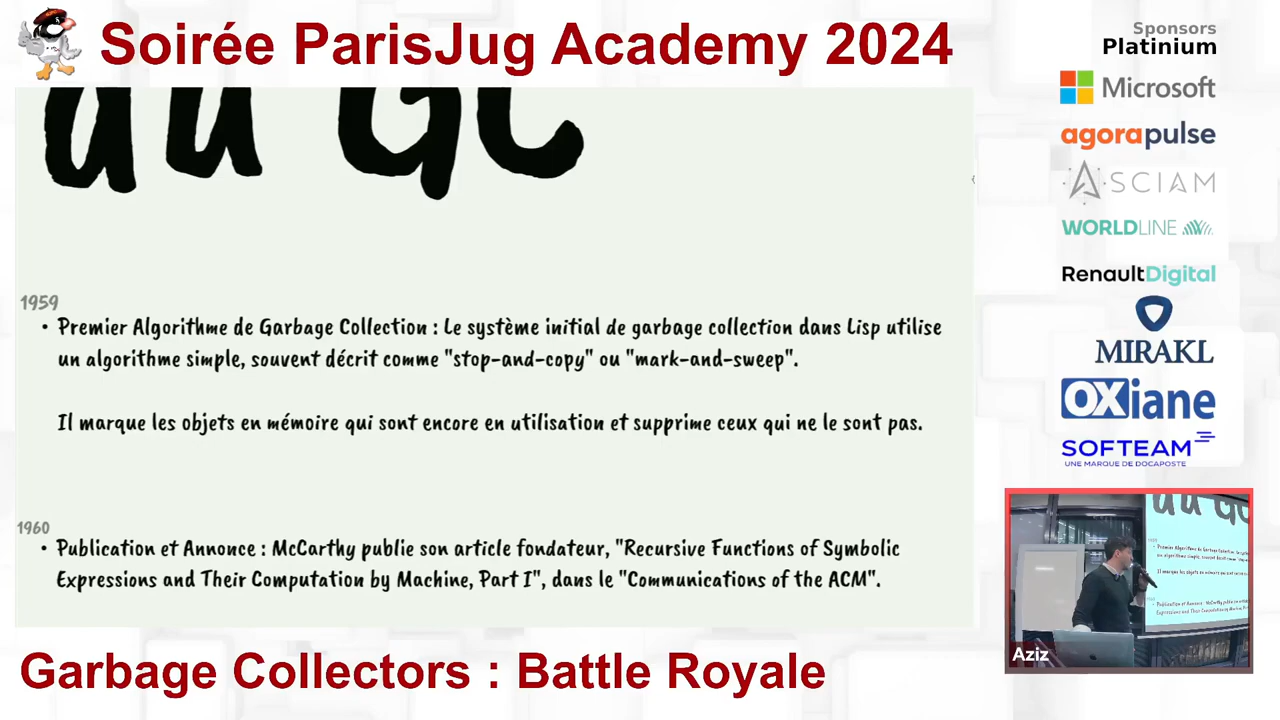 Soirée ParisJug Academy 2024
Sponsors
Platinium
Microsoft
agorapulse
ASCIAM
WORLDLINE
RenaultDigital
MIRAKL
OXiane
SOFTEAM
UNE MARQUE DE DOCAPOSTE
du GC
1959
• Premier Algorithme de Garbage Collection : Le système initial de garbage collection dans Lisp utilise
un algorithme simple, souvent décrit comme "stop-and-copy" ou "mark-and-sweep".
Il marque les objets en mémoire qui sont encore en utilisation et supprime ceux qui ne le sont pas.
1960
• Publication et Annonce : McCarthy publie son article fondateur, "Recursive Functions of Symbolic
Expressions and Their Computation by Machine, Part I", dans le "Communications of the ACM".
du GC
Aziz
Garbage Collectors : Battle Royale